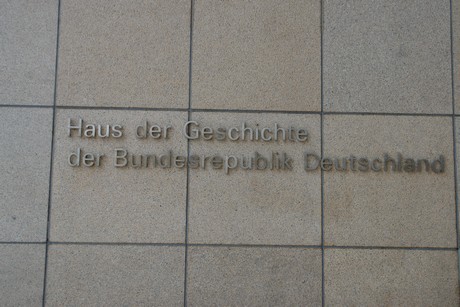 Haus der Geschichte
der Bundesrepublik Deutschland